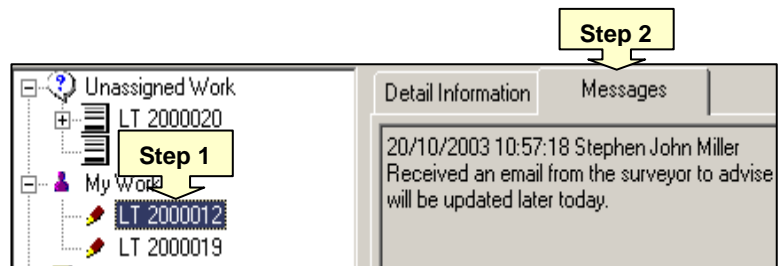 Step 2
Unassigned Work
LT 2000020
Step 1
My Work
LT 2000012
LT 2000019
Detail Information
Messages
20/10/2003 10:57:18 Stephen John Miller
Received an email from the surveyor to advise
will be updated later today.